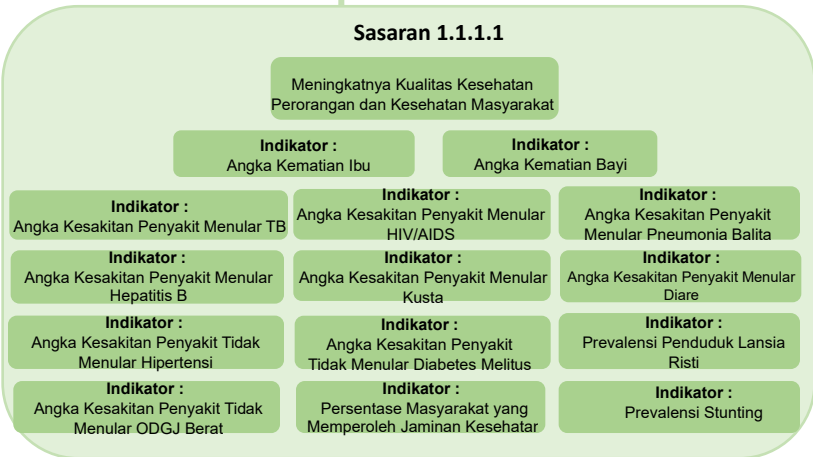 Sasaran 1.1.1.1
Meningkatnya Kualitas Kesehatan
Perorangan dan Kesehatan Masyarakat
Indikator :
Angka Kematian Ibu
Indikator :
Angka Kematian Bayi
Indikator :
Angka Kesakitan Penyakit Menular TB
Indikator :
Angka Kesakitan Penyakit Menular
HIV/AIDS
Indikator :
Angka Kesakitan Penyakit
Menular Pneumonia Balita
Indikator :
Angka Kesakitan Penyakit Menular
Hepatitis B
Indikator :
Angka Kesakitan Penyakit Menular
Kusta
Indikator :
Angka Kesakitan Penyakit Menular
Diare
Indikator :
Angka Kesakitan Penyakit Tidak
Menular Hipertensi
Indikator :
Angka Kesakitan Penyakit
Tidak Menular Diabetes Melitus
Indikator :
Prevalensi Penduduk Lansia
Risti
Indikator :
Angka Kesakitan Penyakit Tidak
Menular ODGJ Berat
Indikator :
Persentase Masyarakat yang
Memperoleh Jaminan Kesehatar
Indikator :
Prevalensi Stunting